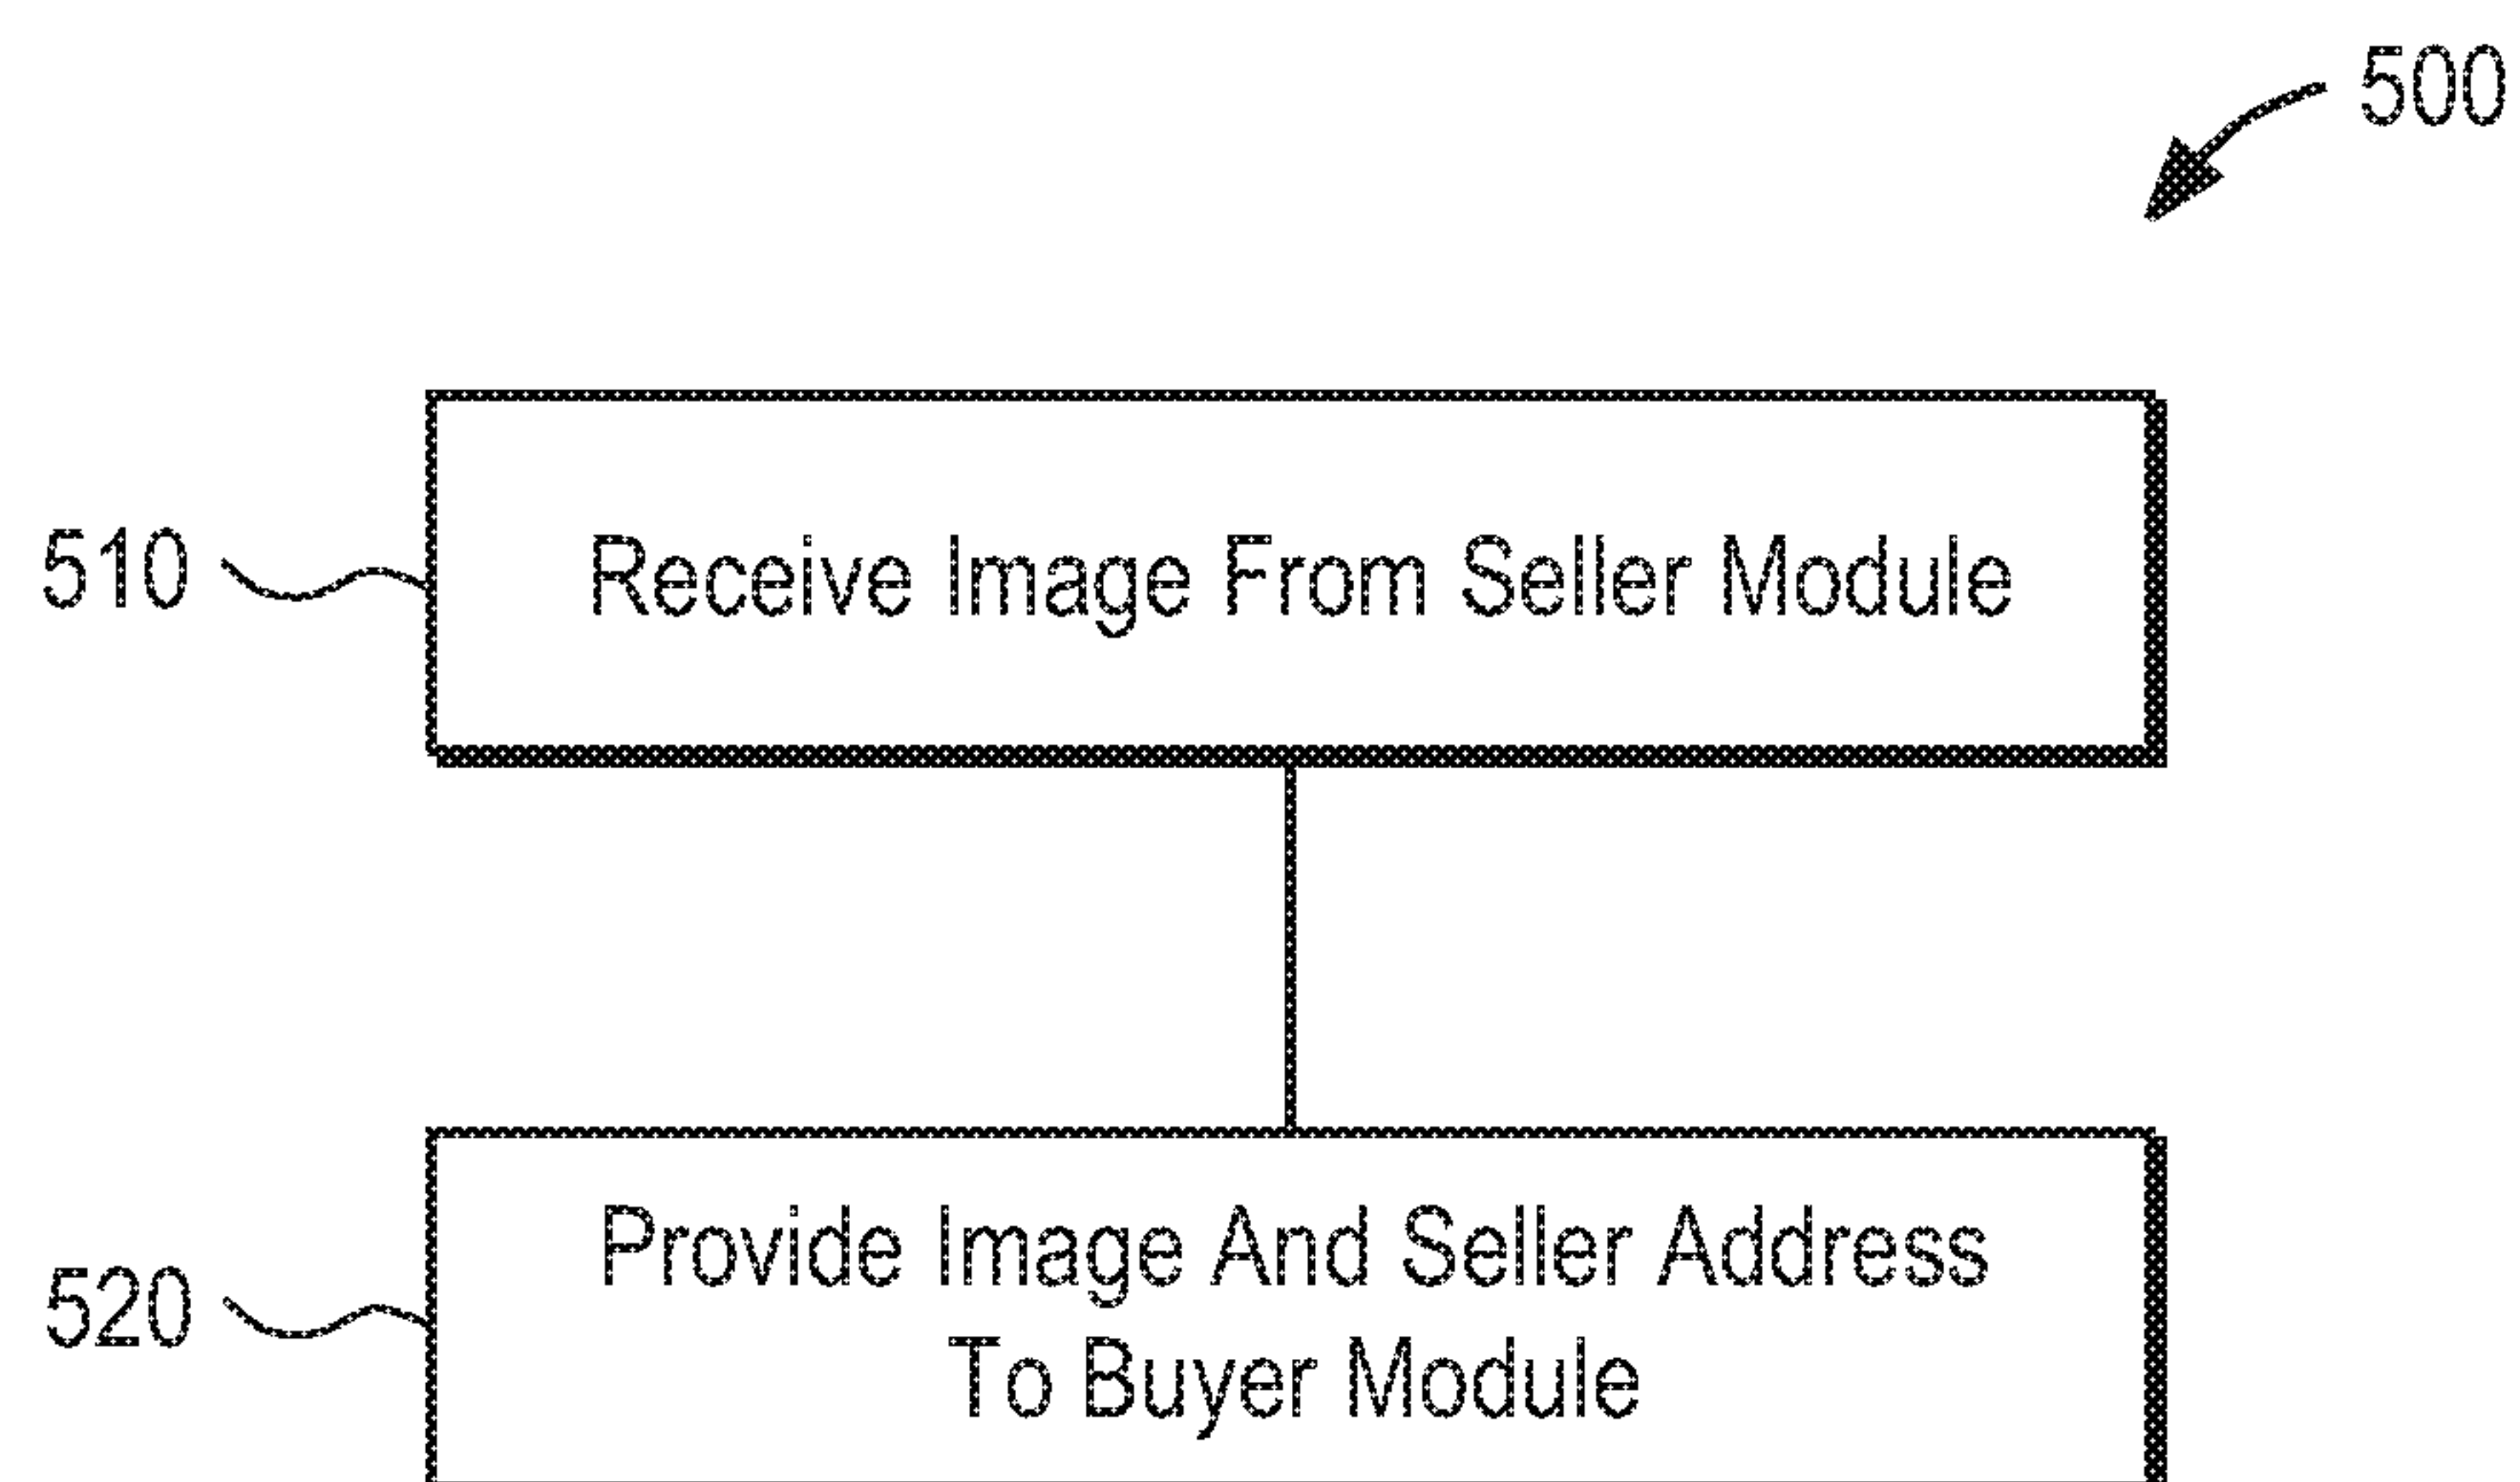 500
510
Receive Image From Seller Module
520
Provide Image And Seller Address
To Buyer Module